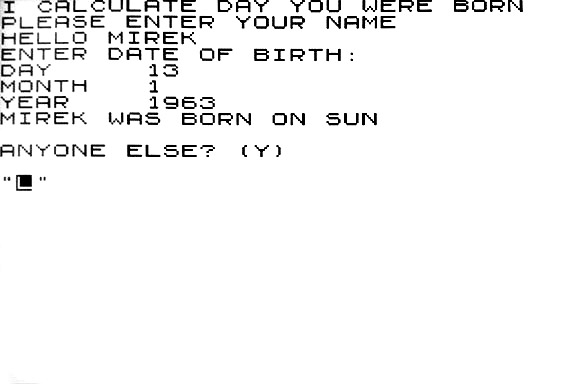 I CALCULATE DAY YOU WERE BORN
PLEASE ENTER YOUR NAME
HELLO MIREK
ENTER DATE OF BIRTH:
DAY 13
MONTH 1
YEAR 1963
MIREK WAS BORN ON SUN
ANYONE ELSE? (Y)
"L"